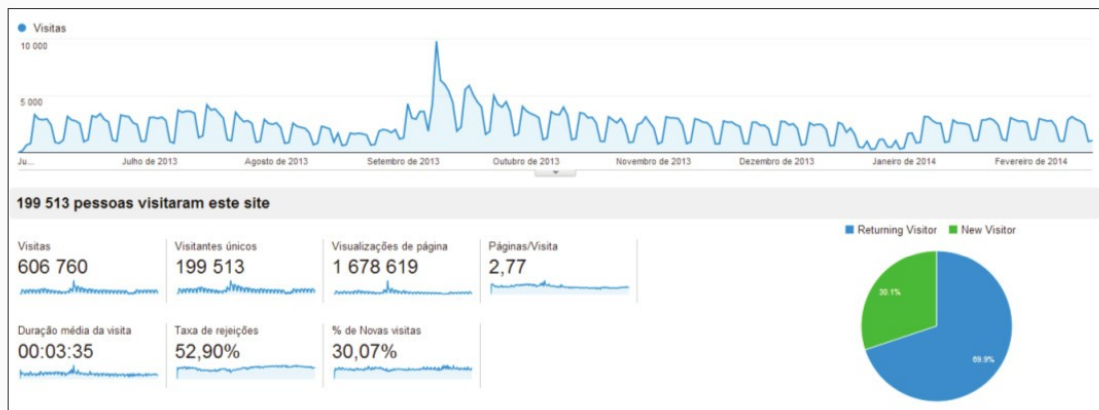 Visitas
10 000
5 000
Ju... Julho de 2013 Agosto de 2013 Setembro de 2013 Outubro de 2013 Novembro de 2013 Dezembro de 2013 Janeiro de 2014 Fevereiro de 2014
199 513 pessoas visitaram este site
Visitas
606 760
Visitantes únicos
199 513
Visualizações de página
1 678 619
Páginas/Visita
2,77
Duração média da visita
00:03:35
Taxa de rejeições
52,90%
% de Novas visitas
30,07%
Returning Visitor New Visitor
30.1%
69.9%